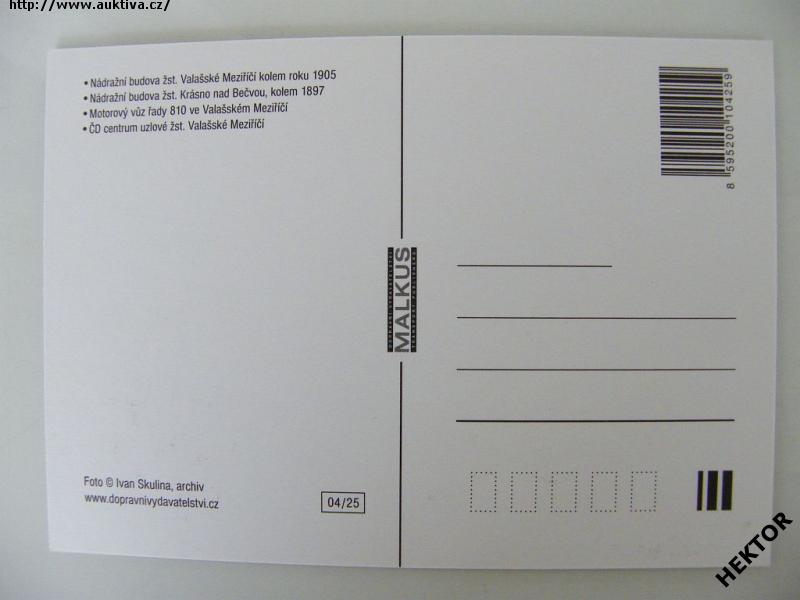 http://www.auktiva.cz/
• Nádražní budova žst. Valašské Meziříčí kolem roku 1905
• Nádražní budova žst. Krásno nad Bečvou, kolem 1897
• Motorový vůz řady 810 ve Valašském Meziříčí
• ČD centrum uzlové žst. Valašské Meziříčí
8 595200 104259
MALKUS
Foto © Ivan Skulina, archiv
www.dopravnivydavatelstvi.cz
04/25
HEKTOR